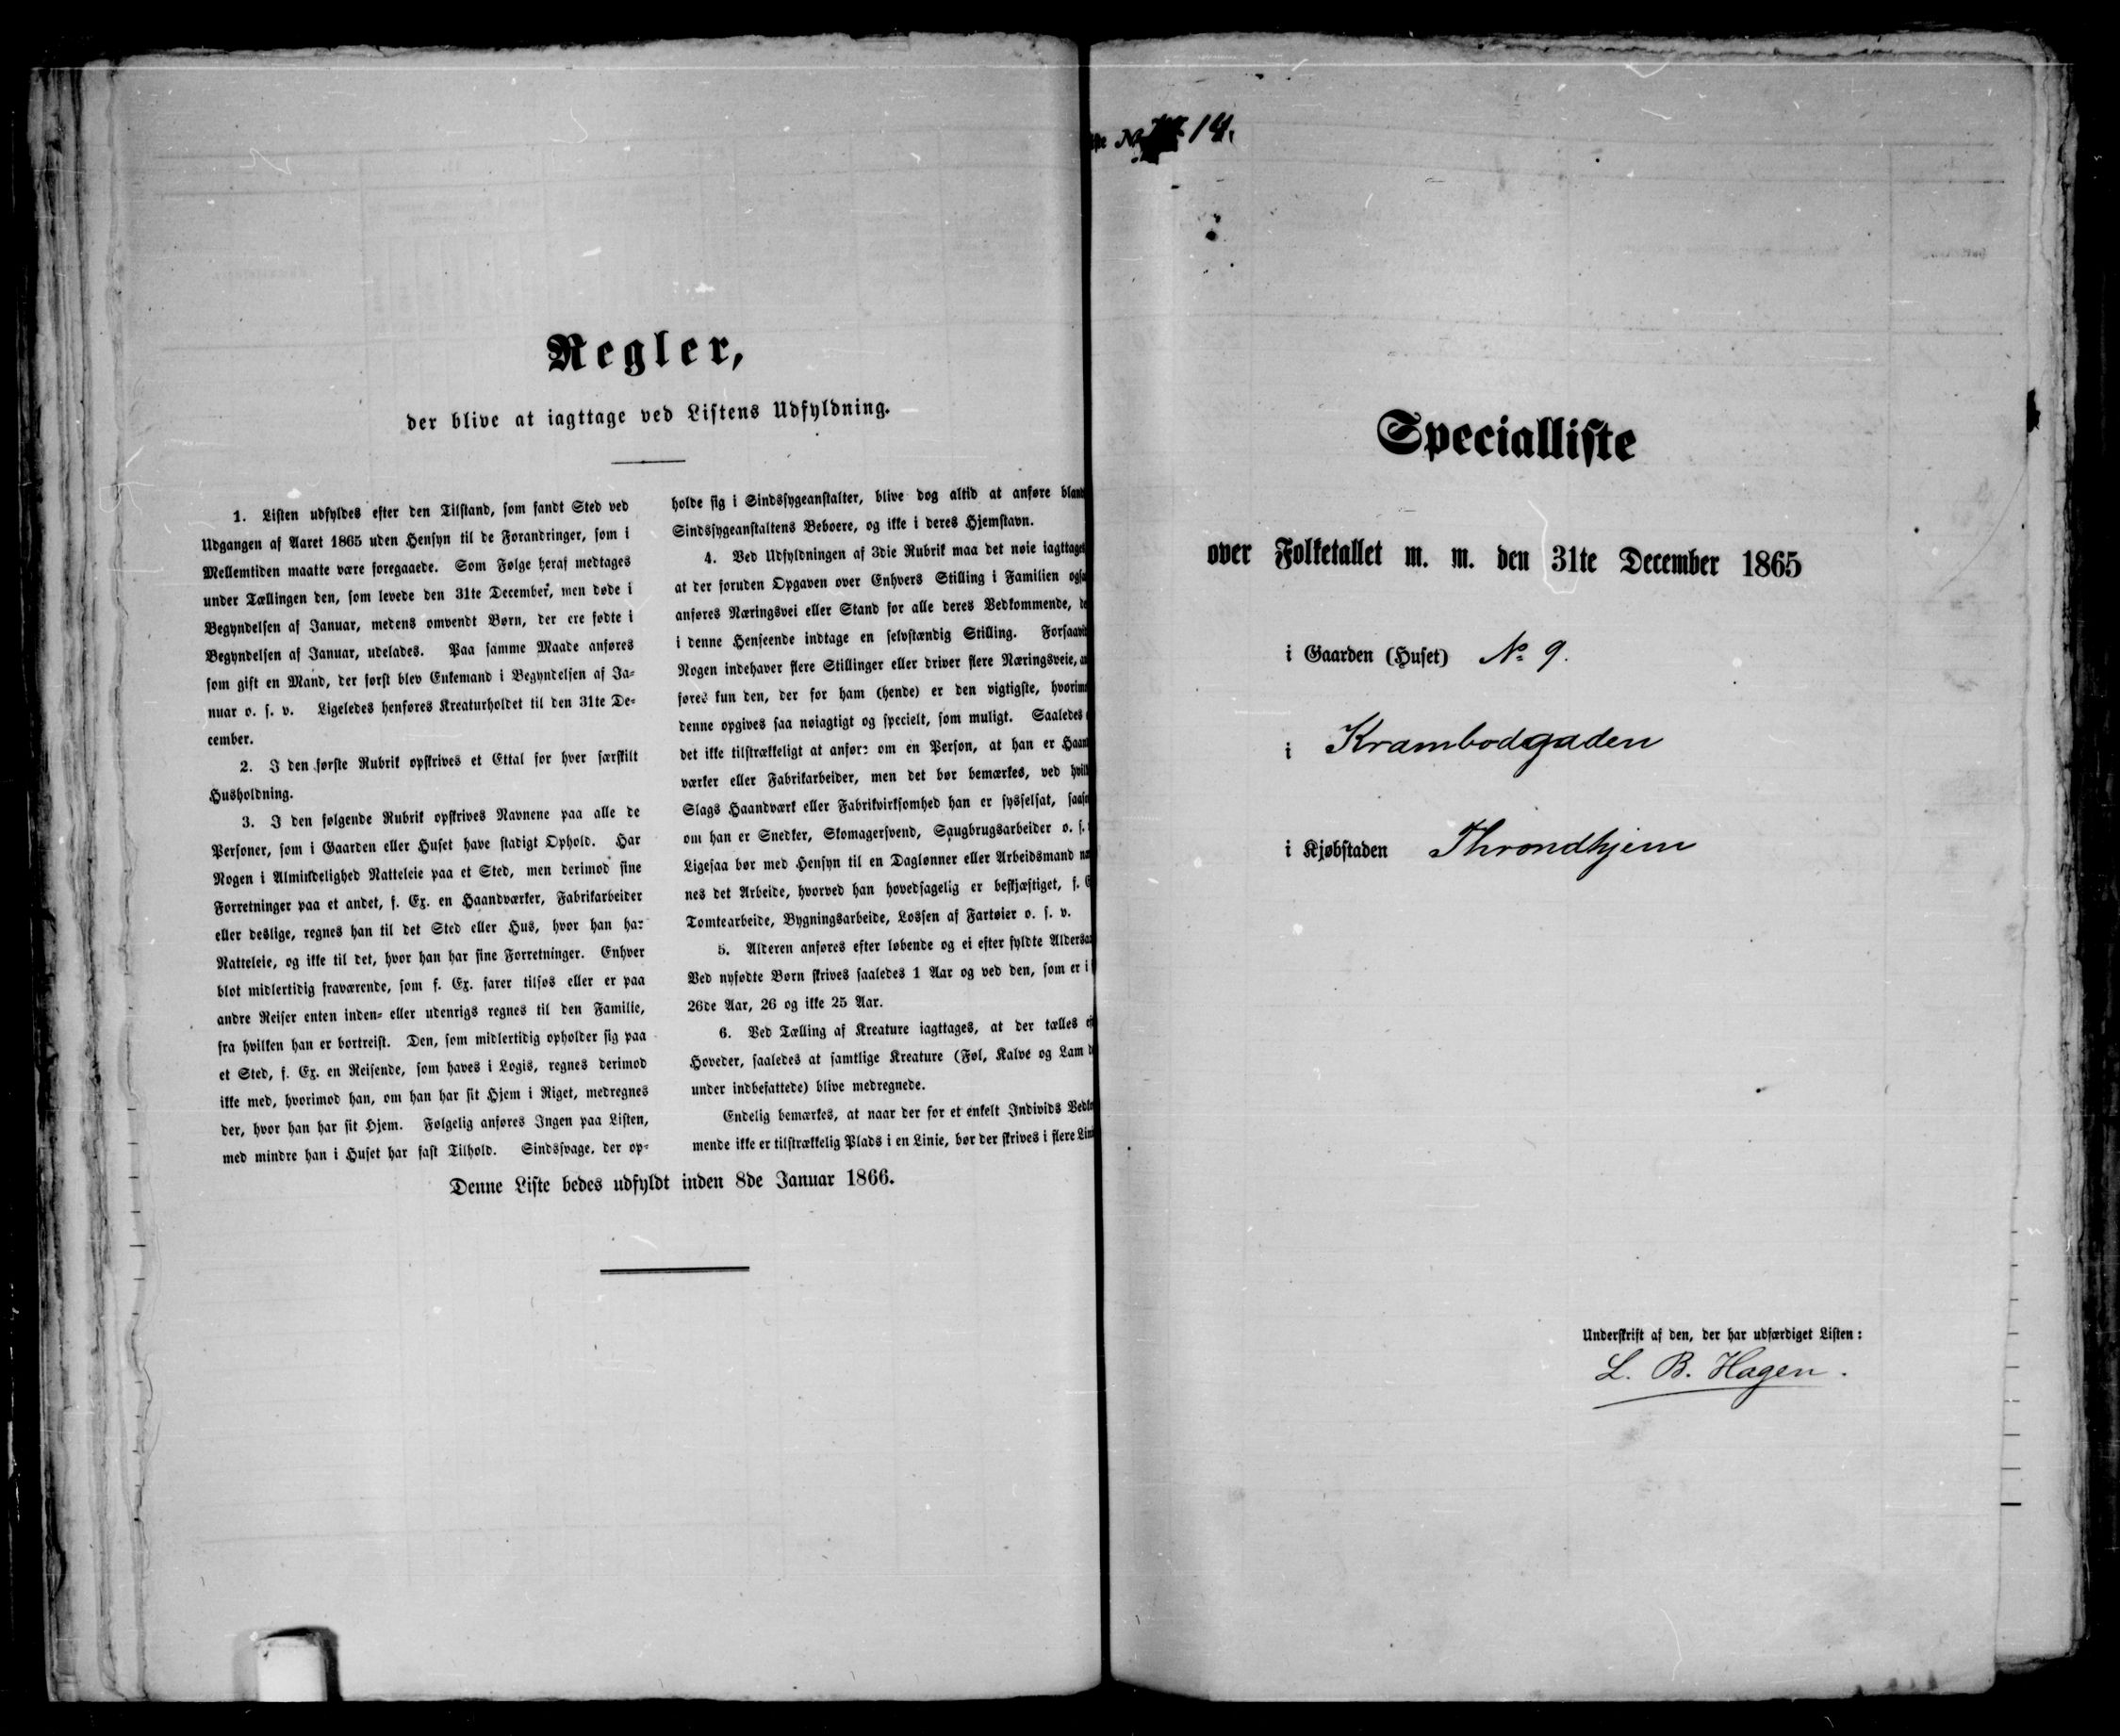 Regler,
der blive at iagttage ved Listens Udfyldning.
1. Listen udfyldes efter den Tilstand, som fandt Sted ved
Udgangen af Aaret 1865 uden Hensyn til de Forandringer, som i
Mellemtiden maatte være foregaaede. Som Følge heraf medtages
under Tællingen den, som levede den 31te December, men døde i
Begyndelsen af Januar, medens omvendt Børn, der ere fødte i
Begyndelsen af Januar, udelades. Paa samme Maade anføres
som gift en Mand, der først blev Enkemand i Begyndelsen af Ja-
nuar o. s. v. Ligeledes henføres Kreaturholdet til den 31te De-
cember.
2. I den første Rubrik opskrives et Ettal for hver særskilt
Husholdning.
3. I den følgende Rubrik opskrives Navnene paa alle de
Personer, som i Gaarden eller Huset have stadigt Ophold. Har
Nogen i Almindelighed Natteleie paa et Sted, men derimod sine
Forretninger paa et andet, f. Ex. en Haandværker, Fabrikarbeider
eller deslige, regnes han til det Sted eller Hus, hvor han har
Natteleie, og ikke til det, hvor han har sine Forretninger. Enhver
blot midlertidig fraværende, som f. Ex. farer tilsøs eller er paa
andre Reiser enten inden- eller udenrigs regnes til den Familie,
fra hvilken han er bortreist. Den, som midlertidig opholder sig paa
et Sted, f. Ex. en Reisende, som haves i Logis, regnes derimod
ikke med, hvorimod han, om han har sit Hjem i Riget, medregnes
der, hvor han har sit Hjem. Følgelig anføres Ingen paa Listen,
med mindre han i Huset har fast Tilhold. Sindssvage, der op-
holde sig i Sindssygeanstalter, blive dog altid at anføre bland
Sindssygeanstaltens Beboere, og ikke i deres Hjemstavn.
4. Ved Udfyldningen af 3die Rubrik maa det nøie iagttages
at der foruden Opgaven over Enhvers Stilling i Familien ogsa
anføres Næringsvei eller Stand for alle deres Vedkommende, de
i denne Henseende indtage en selvstændig Stilling. Forsaavid
Nogen indehaver flere Stillinger eller driver flere Næringsveie, an
føres kun den, der for ham (hende) er den vigtigste, hvorimo
denne opgives saa nøiagtigt og specielt, som muligt. Saaledes
det ikke tilstrækkeligt at anføre om en Person, at han er Haand
værker eller Fabrikarbeider, men det bør bemærkes, ved hvil
Slags Haandværk eller Fabrikvirksomhed han er sysselsat, saaso
om han er Snedker, Skomagersvend, Saugbrugsarbeider o. s.
Ligesaa bør med Hensyn til en Daglønner eller Arbeidsmand næ
nes det Arbeide, hvorved han hovedsagelig er beskjæftiget, f. E
Tomtearbeide, Bygningsarbeide, Lossen af Fartøier o. s. v.
5. Alderen anføres efter løbende og ei efter fyldte Aldersaa
Ved nyfødte Børn skrives saaledes 1 Aar og ved den, som er i
26de Aar, 26 og ikke 25 Aar.
6. Ved Tælling af Kreature iagttages, at der tælles ef
Hoveder, saaledes at samtlige Kreature (Føl, Kalve og Lam d
under indbefattede) blive medregnede.
Endelig bemærkes, at naar der for et enkelt Individs Vedko
mende ikke er tilstrækkelig Plads i en Linie, bør der skrives i flere Lini
Denne Liste bedes udfyldt inden 8de Januar 1866.
14.
Specialliste
over Folketallet m. m. den 31te December 1865
i Gaarden (Huset) No 9.
i Krambodgaden
i Kjøbstaden Throndhjem
Underskrift af den, der har udfærdiget Listen:
L. B. Hagen.